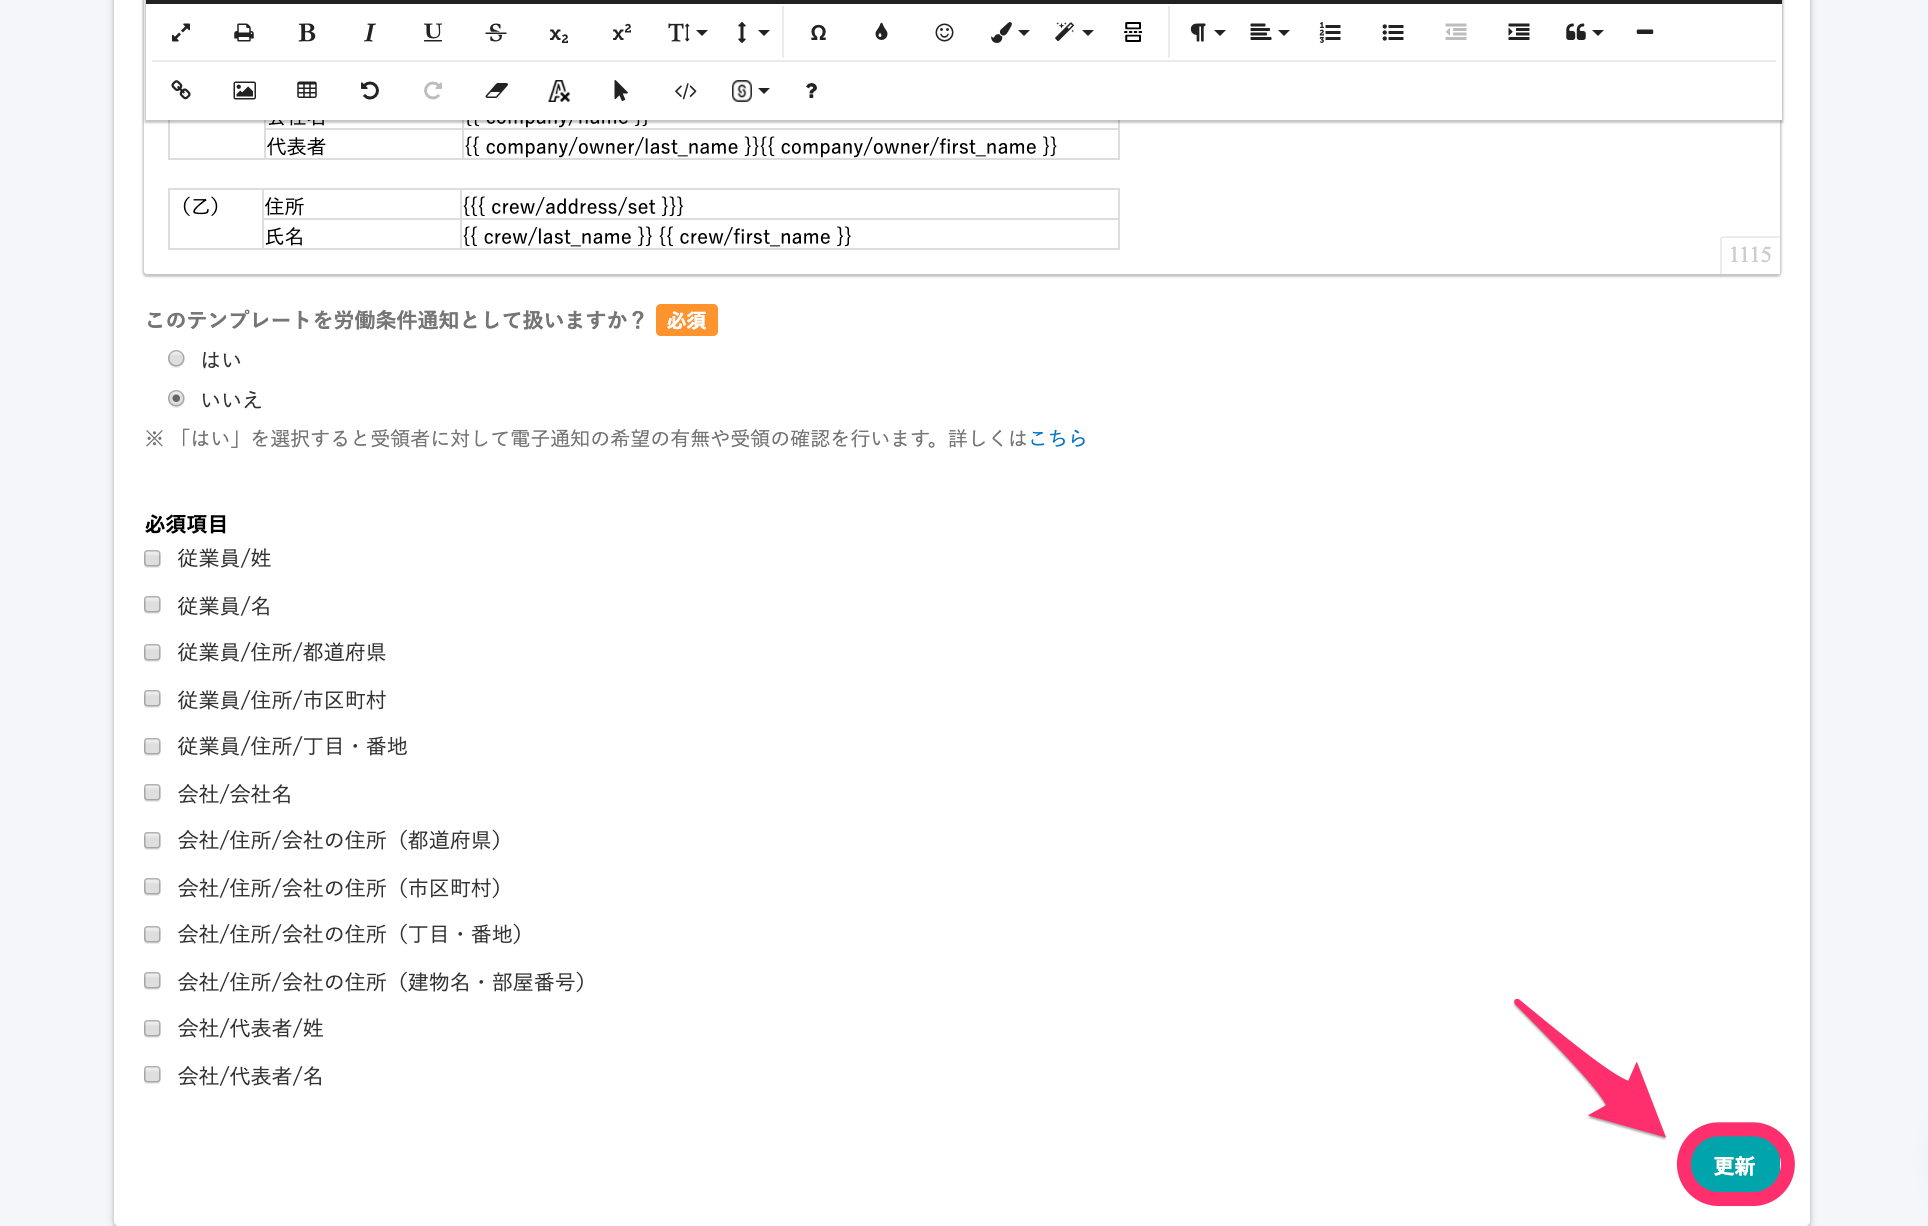 会社名 {{ company/name }}
代表者 {{ company/owner/last_name }}{{ company/owner/first_name }}
（乙） 住所 {{{ crew/address/set }}}
氏名 {{ crew/last_name }} {{ crew/first_name }}
1115
このテンプレートを労働条件通知として扱いますか？ 必須
はい
いいえ
※ 「はい」を選択すると受領者に対して電子通知の希望の有無や受領の確認を行います。詳しくはこちら
必須項目
従業員/姓
従業員/名
従業員/住所/都道府県
従業員/住所/市区町村
従業員/住所/丁目・番地
会社/会社名
会社/住所/会社の住所（都道府県）
会社/住所/会社の住所（市区町村）
会社/住所/会社の住所（丁目・番地）
会社/住所/会社の住所（建物名・部屋番号）
会社/代表者/姓
会社/代表者/名
更新